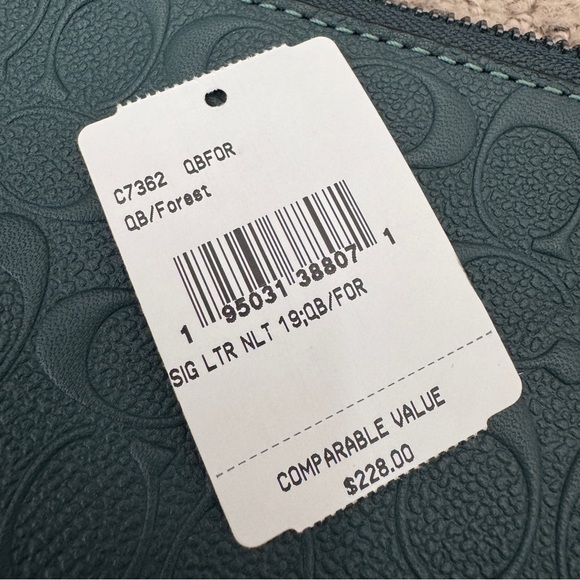 C7362 QBFOR
QB/Forest
1 95031 38807 1
SIG LTR NLT 19;QB/FOR
COMPARABLE VALUE
$228.00